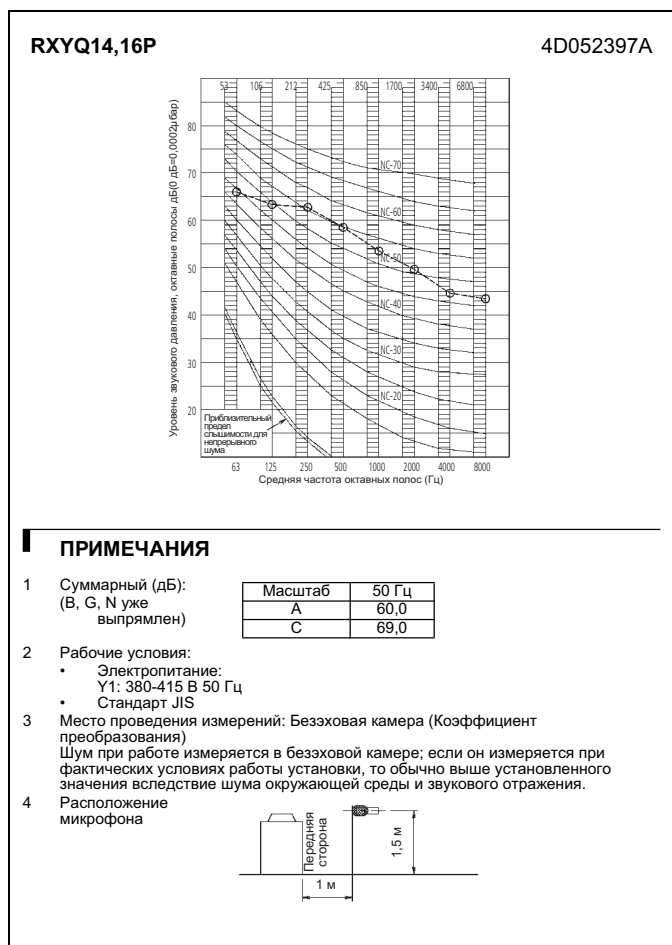 RXYQ14,16P
4D052397A
53 106 212 425 850 1700 3400 6800
Уровень звукового давления, октавные полосы дБ(0 дБ=0,0002µбар)
80
70
60
50
40
30
20
NC-70
NC-60
NC-50
NC-40
NC-30
NC-20
Приблизительный
предел
слышимости для
непрерывного
шума
63 125 250 500 1000 2000 4000 8000
Средняя частота октавных полос (Гц)
ПРИМЕЧАНИЯ
1 Суммарный (дБ):
(B, G, N уже
выпрямлен)
Масштаб 50 Гц
A 60,0
C 69,0
2 Рабочие условия:
• Электропитание:
Y1: 380-415 В 50 Гц
• Стандарт JIS
3 Место проведения измерений: Безэховая камера (Коэффициент
преобразования)
Шум при работе измеряется в безэховой камере; если он измеряется при
фактических условиях работы установки, то обычно выше установленного
значения вследствие шума окружающей среды и звукового отражения.
4 Расположение
микрофона
Передняя
сторона
1,5 м
1 м